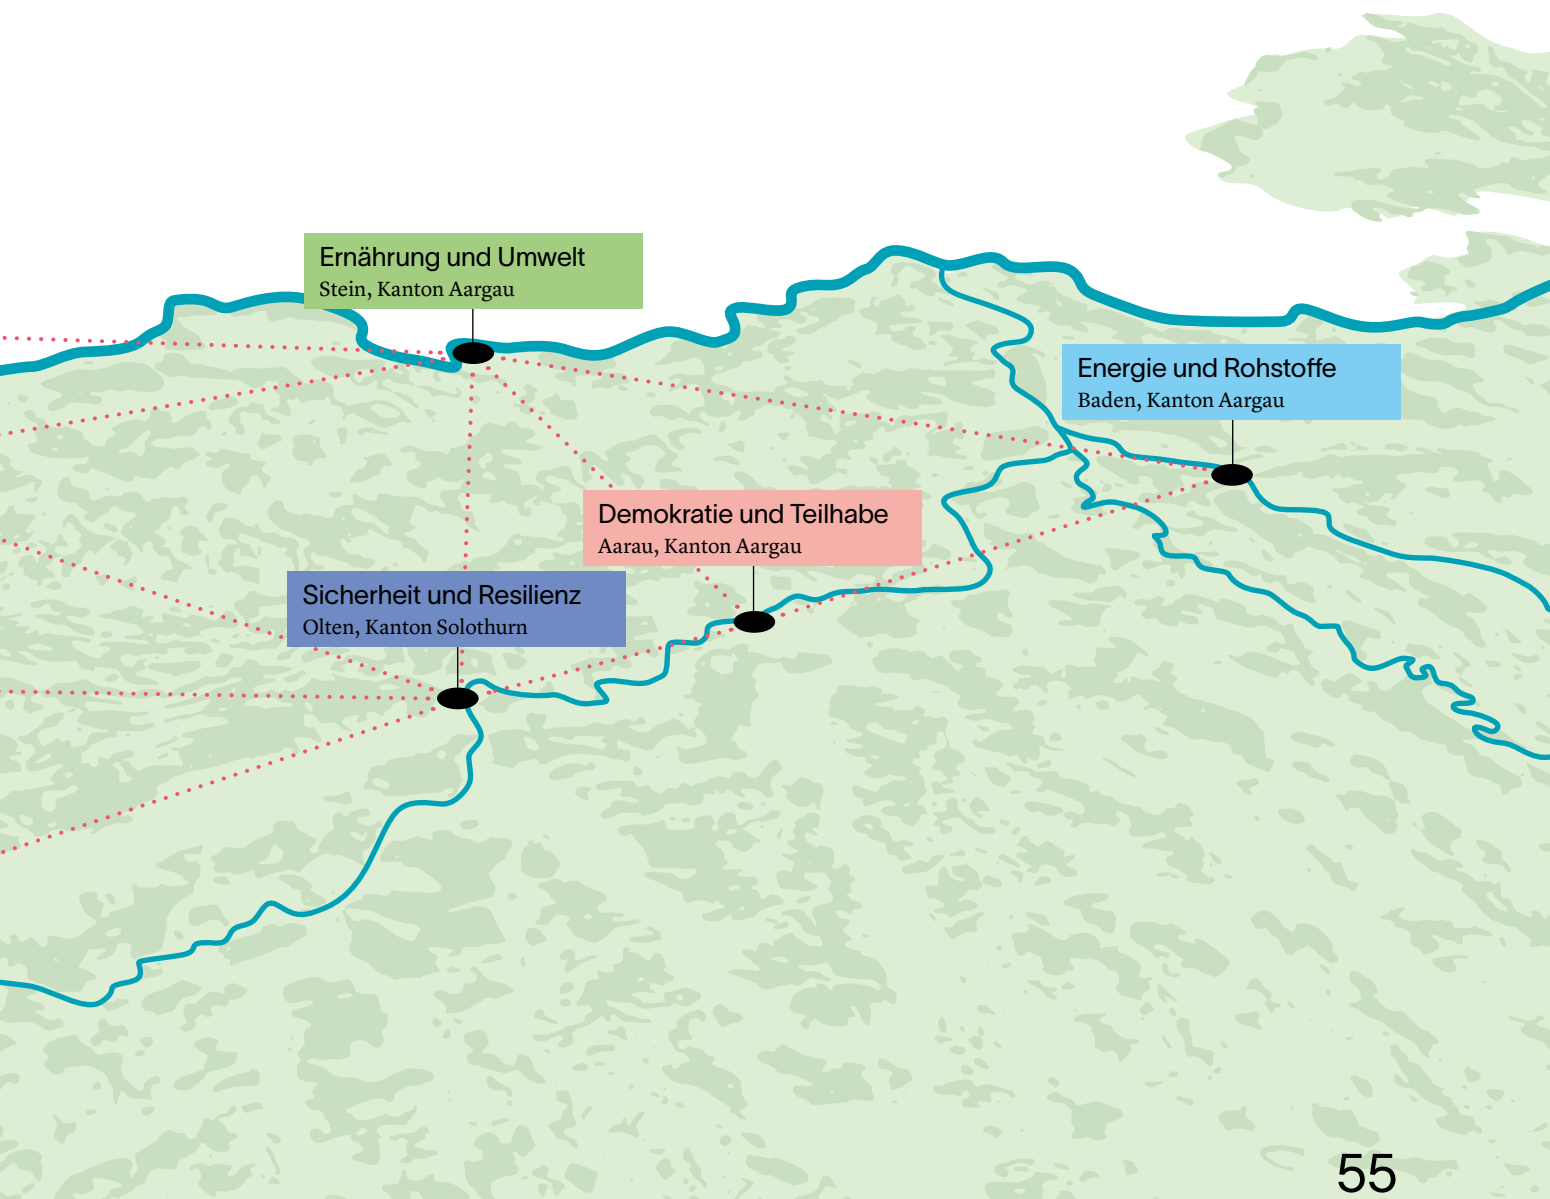 Ernährung und Umwelt
Stein, Kanton Aargau
Energie und Rohstoffe
Baden, Kanton Aargau
Demokratie und Teilhabe
Aarau, Kanton Aargau
Sicherheit und Resilienz
Olten, Kanton Solothurn
55